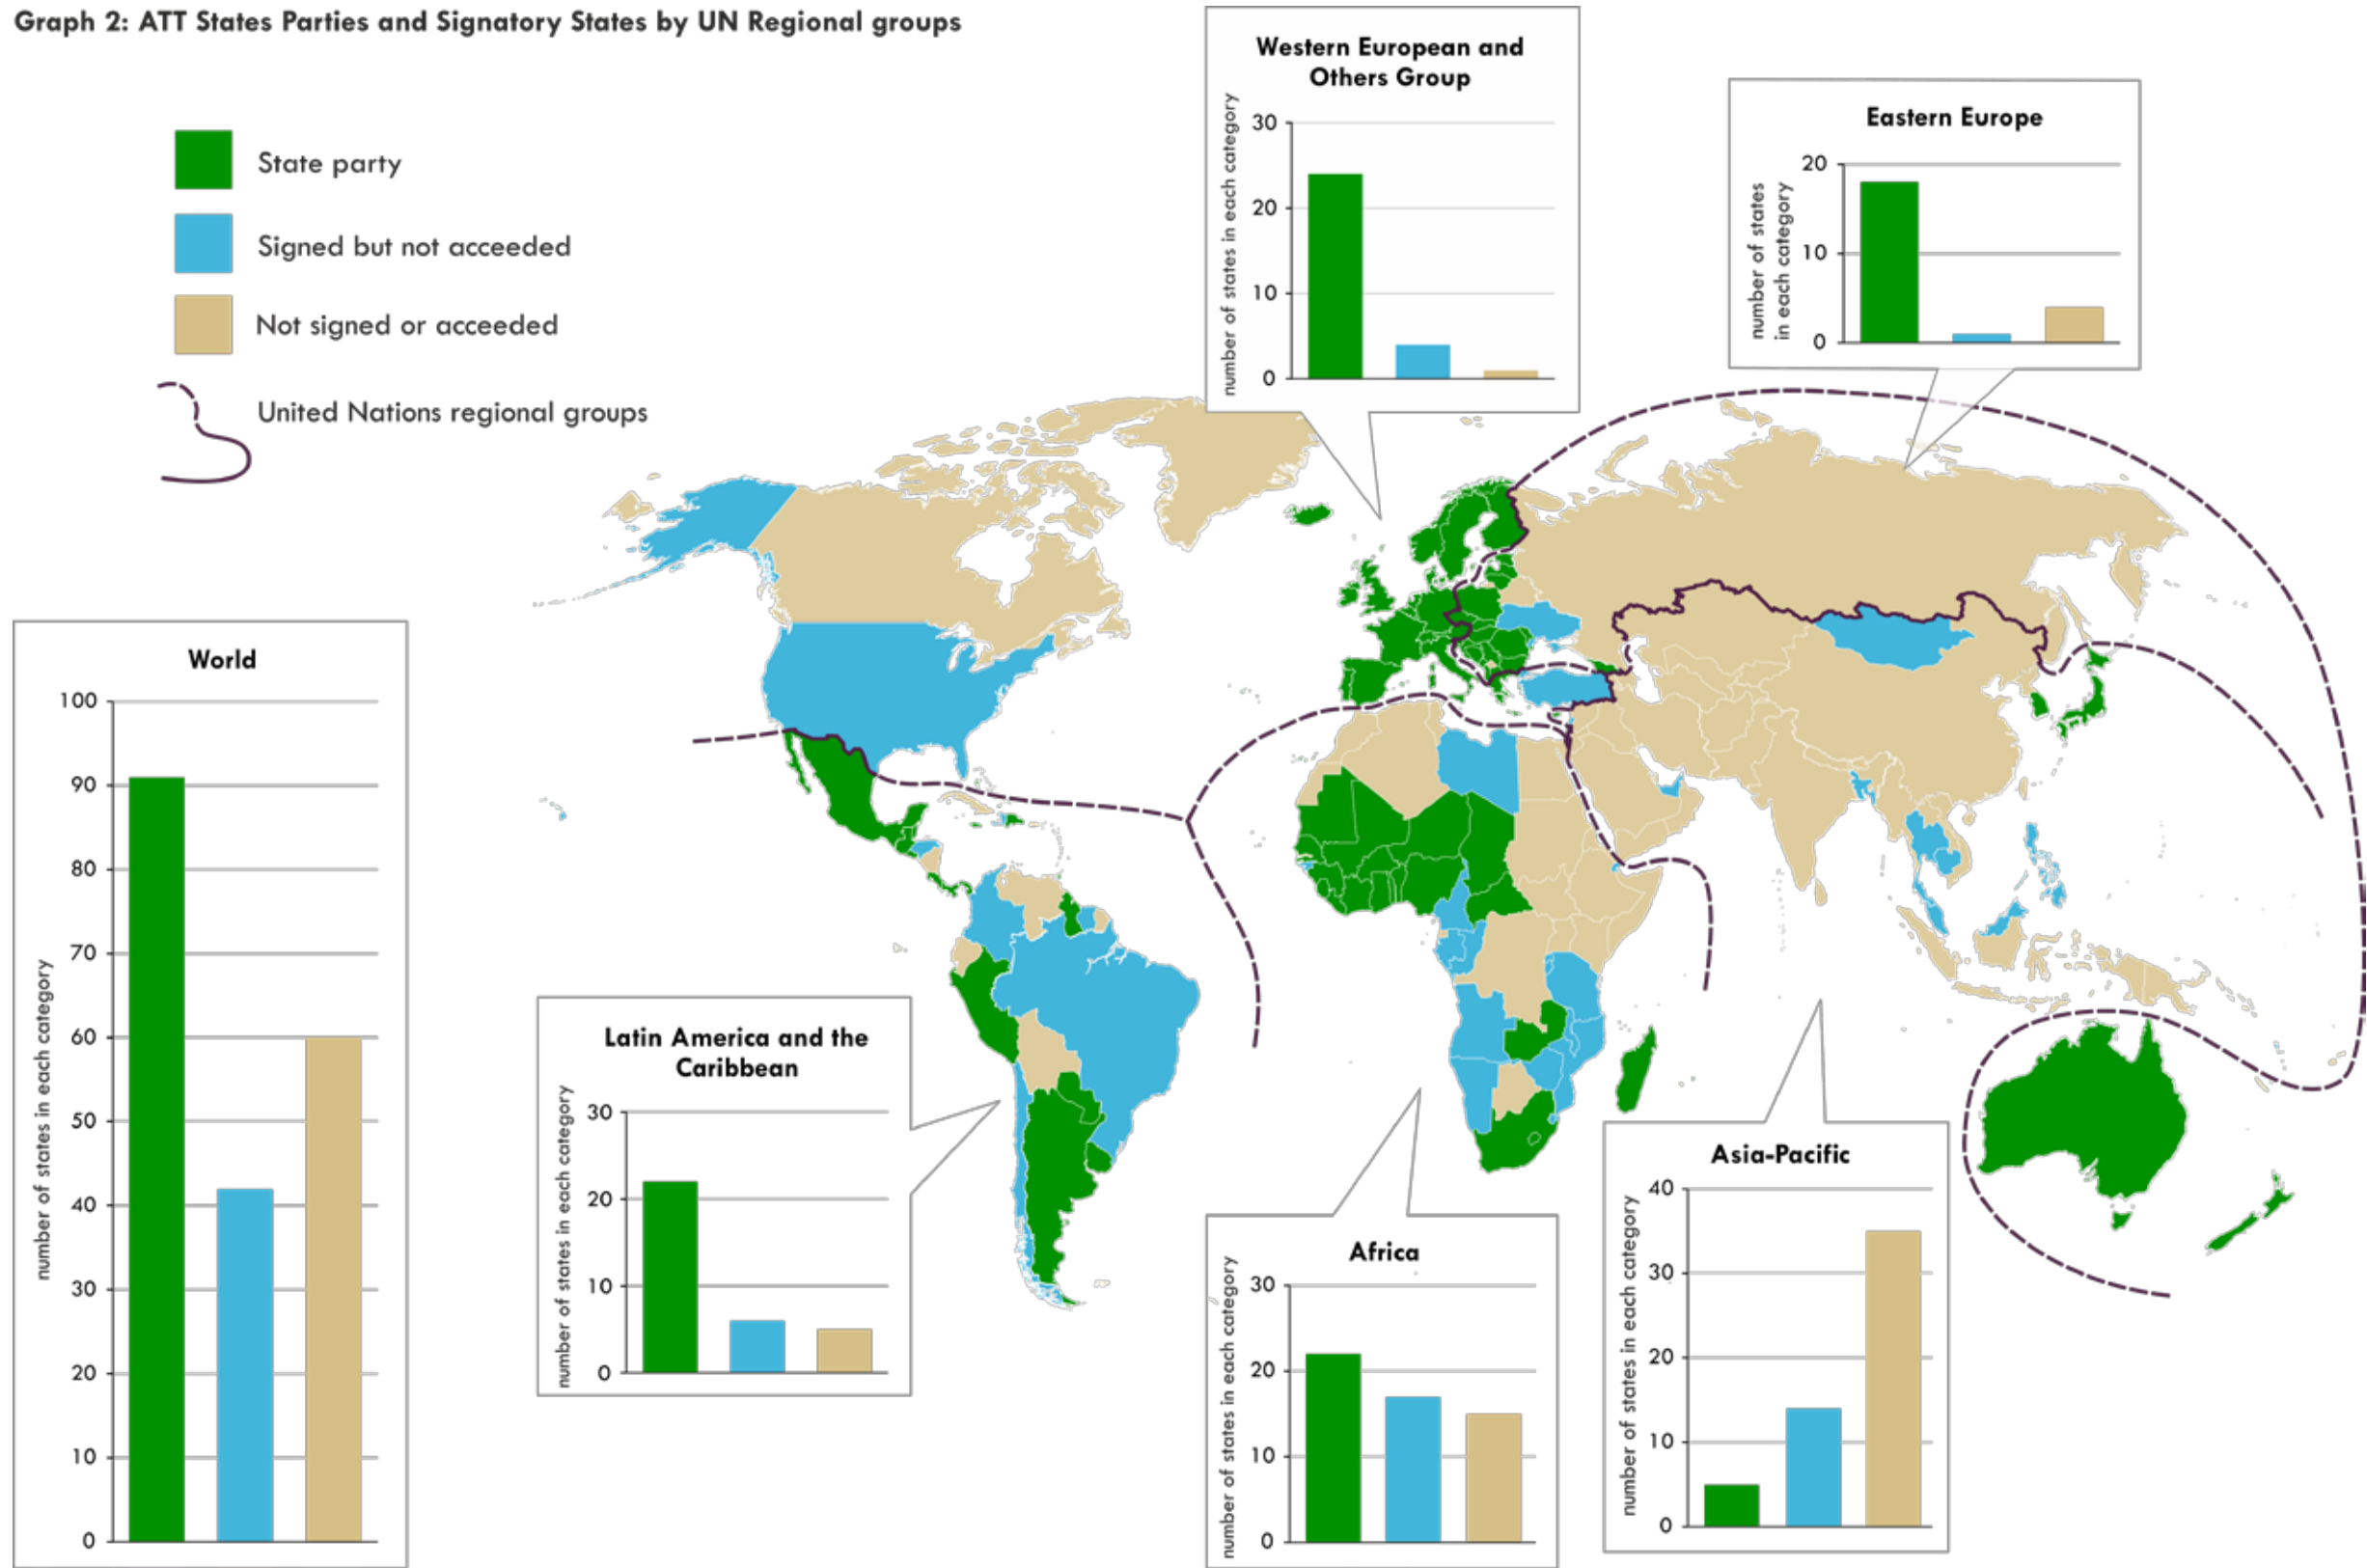 Graph 2: ATT States Parties and Signatory States by UN Regional groups
State party
Signed but not acceeded
Not signed or acceeded
United Nations regional groups
Western European and
Others Group
number of states in each category
30
20
10
0
Eastern Europe
number of states
in each category
20
10
0
World
number of states in each category
100
90
80
70
60
50
40
30
20
10
0
Latin America and the
Caribbean
number of states in each category
30
20
10
0
Africa
number of states in each category
30
20
10
0
Asia-Pacific
number of states in each category
40
30
20
10
0